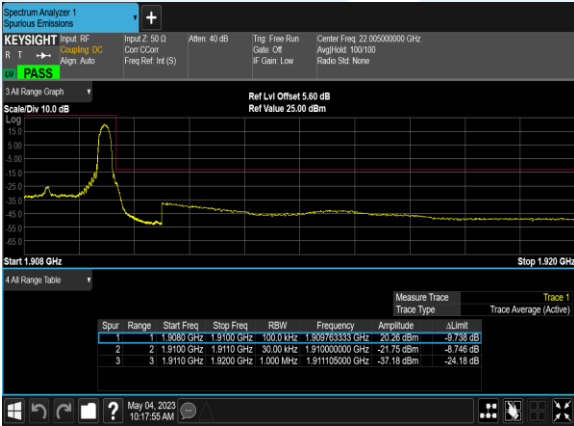 Spectrum Analyzer 1
Spurious Emissions
KEYSIGHT Input: RF Input Z: 50 Ω Atten: 40 dB Trig: Free Run Center Freq: 22.005000000 GHz
R T Coupling: DC Corr CCorr Gate: Off Avg|Hold: 100/100
Align: Auto Freq Ref: Int (S) IF Gain: Low Radio Std: None
PASS
3 All Range Graph
Ref Lvl Offset 5.60 dB
Scale/Div 10.0 dB Ref Value 25.00 dBm
Log
15.0
5.00
-5.00
-15.0
-25.0
-35.0
-45.0
-55.0
-65.0
Start 1.908 GHz Stop 1.920 GHz
4 All Range Table
Measure Trace Trace 1
Trace Type Trace Average (Active)
Spur Range Start Freq Stop Freq RBW Frequency Amplitude ΔLimit
1 1 1.9080 GHz 1.9100 GHz 100.0 kHz 1.909763333 GHz 20.26 dBm -9.738 dB
2 2 1.9100 GHz 1.9110 GHz 30.00 kHz 1.910000000 GHz -21.75 dBm -8.746 dB
3 3 1.9110 GHz 1.9200 GHz 1.000 MHz 1.911105000 GHz -37.18 dBm -24.18 dB
May 04, 2023
10:17:55 AM